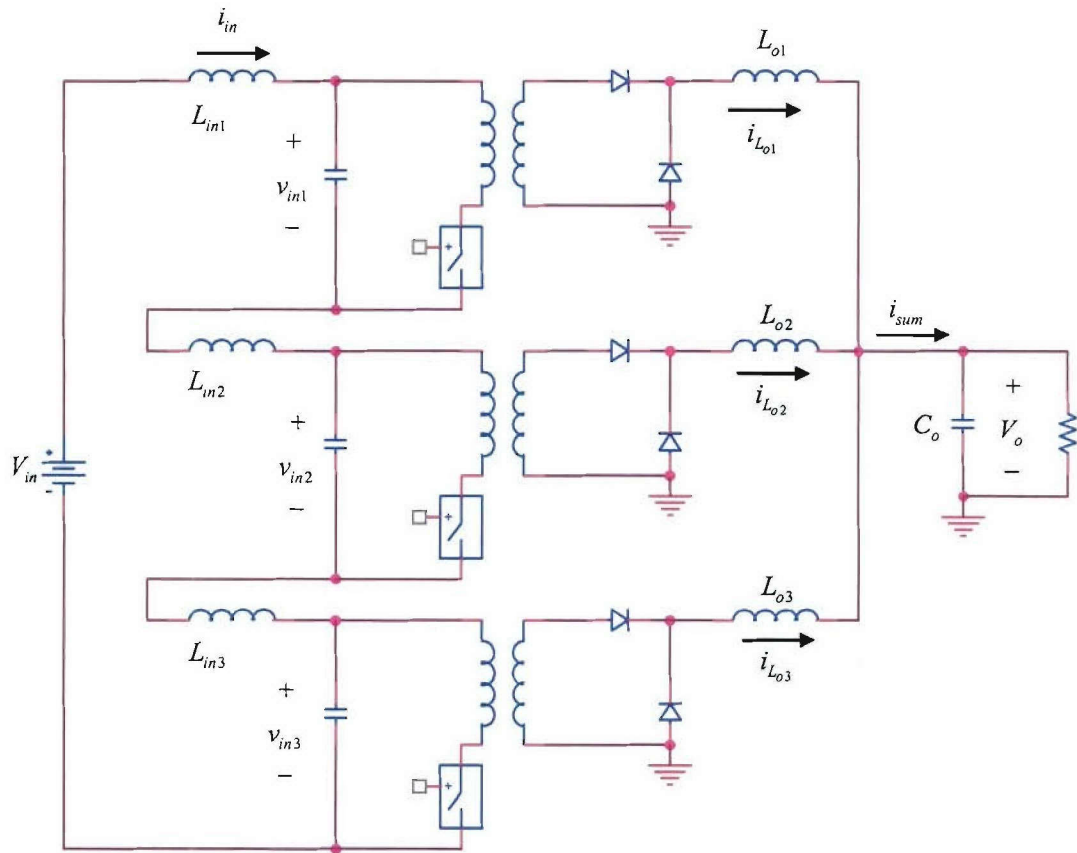 i_in
L_in1
+
v_in1
−
+
L_o1
i_Lo1
L_in2
+
v_in2
−
+
L_o2
i_Lo2
i_sum
C_o
+
V_o
−
+
V_in
-
L_in3
+
v_in3
−
+
L_o3
i_Lo3